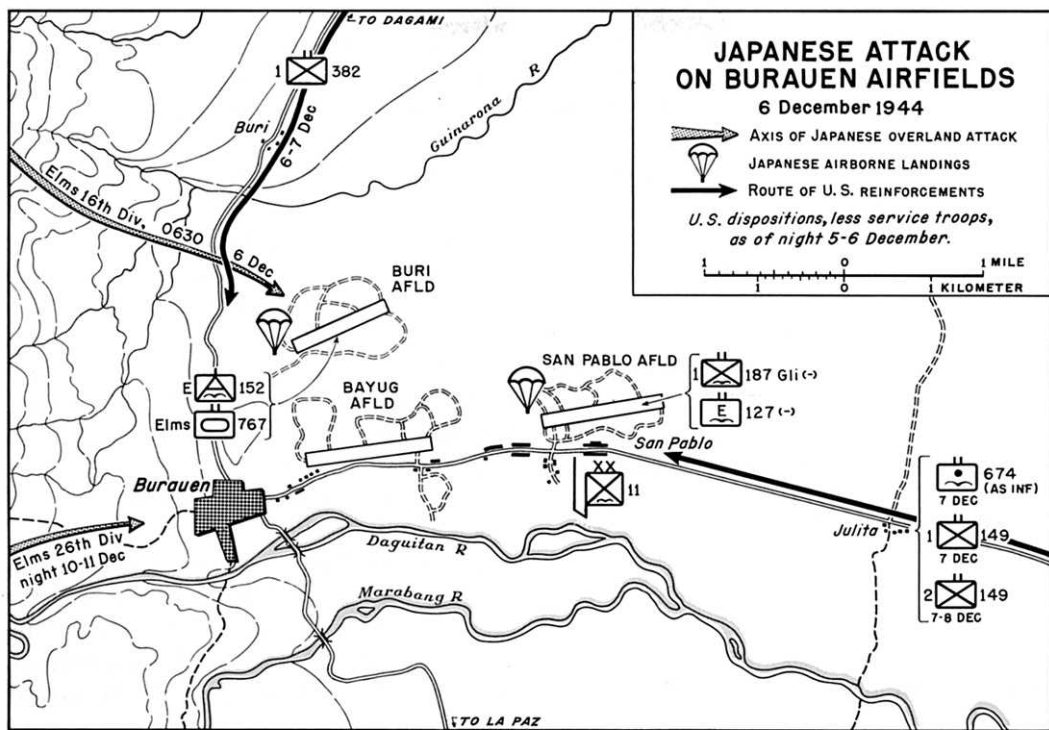 JAPANESE ATTACK
ON BURAUEN AIRFIELDS
6 December 1944
AXIS OF JAPANESE OVERLAND ATTACK
JAPANESE AIRBORNE LANDINGS
ROUTE OF U.S. REINFORCEMENTS
U.S. dispositions, less service troops,
as of night 5-6 December.
1 0 1 MILE
1 0 1 KILOMETER
TO DAGAMI
1 382
Buri
6-7 Dec
Guinarona R
Elms 16th Div, 0630
6 Dec
BURI
AFLD
E 152
Elms 767
BAYUG
AFLD
SAN PABLO AFLD
1 187 Gli (-)
E 127 (-)
San Pablo
11
Burauen
Elms 26th Div
night 10-11 Dec
Daguitan R
Marabang R
Julita
674
(AS INF)
7 DEC
1 149
7 DEC
2 149
7-8 DEC
TO LA PAZ